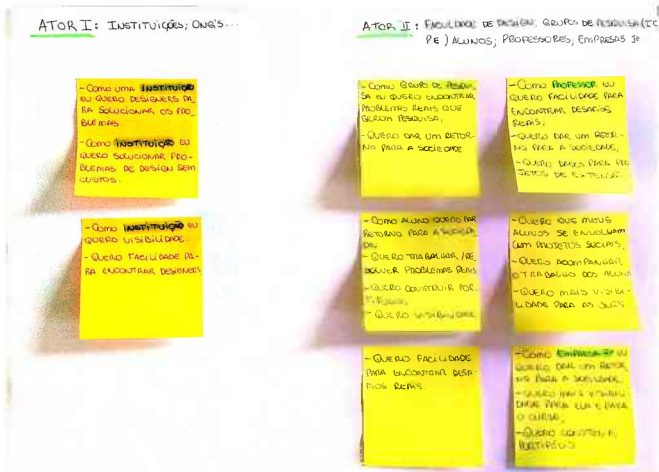 ATOR I: INSTITUIÇÕES, ONG'S...
- COMO UMA INSTITUIÇÃO
EU QUERO DESIGNERS PA-
RA SOLUCIONAR OS PRO-
BLEMAS.
- COMO INSTITUIÇÃO EU
QUERO SOLUCIONAR PRO-
BLEMAS DE DESIGN SEM
CUSTOS.
- COMO INSTITUIÇÃO EU
QUERO VISIBILIDADE.
- QUERO FACILIDADE PA-
RA ENCONTRAR DESIGNERS
ATOR II: FACULDADE DE DESIGN, GRUPOS DE PESQUISA (IC
PE) ALUNOS; PROFESSORES; EMPRESAS Jr
- COMO GRUPO DE PESQUI-
SA EU QUERO ENCONTRAR
PROBLEMAS REAIS QUE
GEREM PESQUISA,
- QUERO DAR UM RETOR-
NO PARA A SOCIEDADE
- COMO PROFESSOR EU
QUERO FACILIDADE PARA
ENCONTRAR DESAFIOS
REAIS,
- QUERO DAR UM RETOR-
NO PARA A SOCIEDADE,
- QUERO DADOS PARA PRO
JETOS DE EXTENSÃO.
- COMO ALUNO QUERO DAR
RETORNO PARA A SOCIEDA
DE,
- QUERO TRABALHAR / RE-
SOLVER PROBLEMAS REAIS
- QUERO CONSTRUIR POR-
- QUERO VISIBILIDADE
- QUERO QUE MEUS
ALUNOS SE ENVOLVAM
COM PROJETOS SOCIAIS,
- QUERO ACOMPANHAR
O TRABALHO DOS ALUNOS
- QUERO MAIS VISIBI-
LIDADE PARA AS
- QUERO FACILIDADE
PARA ENCONTRAR DESA-
FIOS REAIS.
- COMO EMPRESA Jr EU
QUERO DAR UM RETOR-
NO PARA A SOCIEDADE,
- QUERO MAIS VISIBILI
DADE PARA ELA E PARA
O CURSO,
- QUERO CONSTRUIR
PORTIFÓLIO